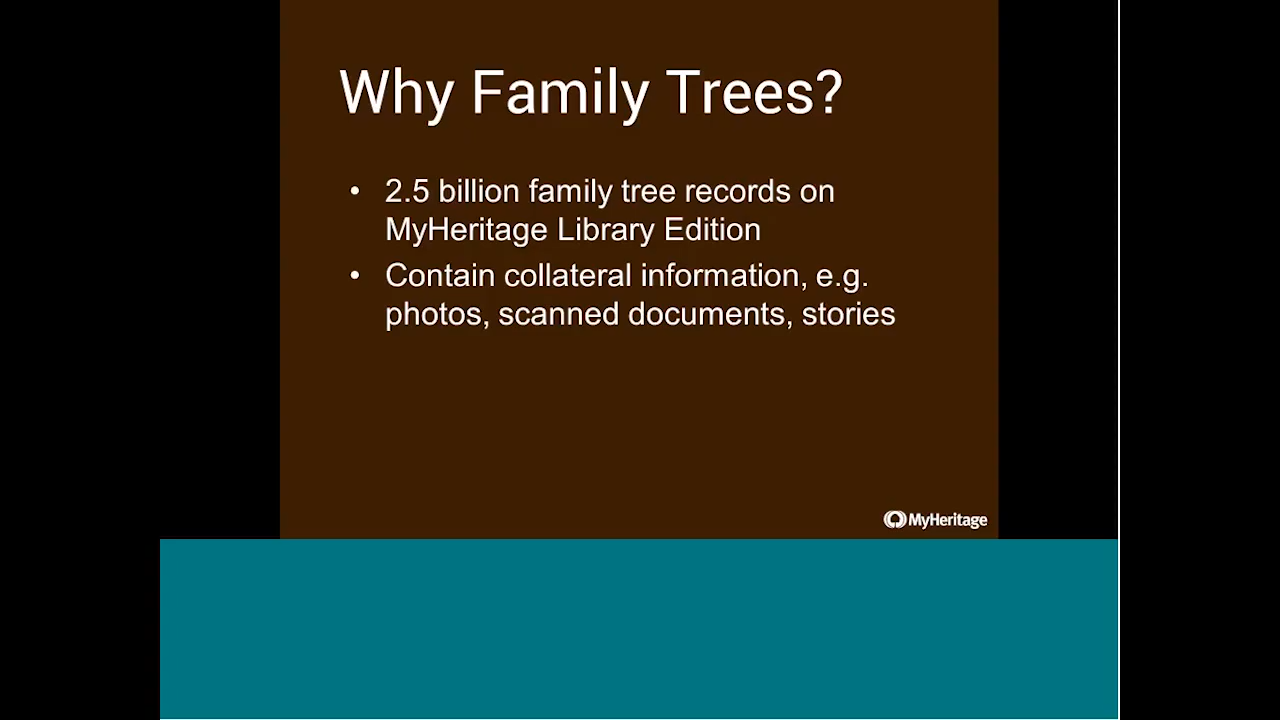 Why Family Trees?
• 2.5 billion family tree records on
MyHeritage Library Edition
• Contain collateral information, e.g.
photos, scanned documents, stories
MyHeritage